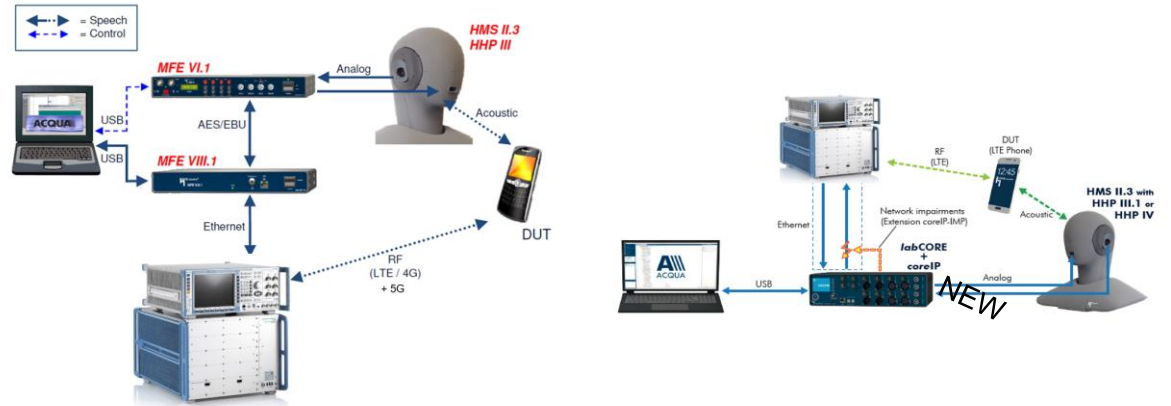 = Speech
= Control
MFE VI.1
HMS II.3
HHP III
Analog
ACQUA
USB
USB
AES/EBU
Acoustic
MFE VIII.1
Ethernet
DUT
RF
(LTE / 4G)
+ 5G
RF
(LTE)
DUT
(LTE Phone)
12:45
HMS II.3 with
HHP III.1 or
HHP IV
Acoustic
Network impairments
(Extension coreIP-IMP)
Ethernet
labCORE
+
coreIP
ACQUA
USB
Analog
NEW